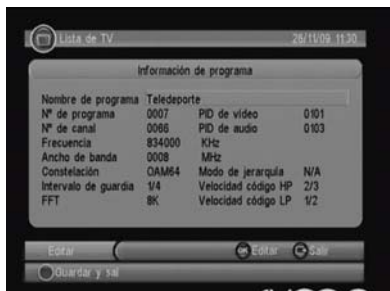 Lista de TV 26/11/09 11:30
Información de programa
Nombre de programa Teledeporte
Nº de programa 0007 PID de vídeo 0101
Nº de canal 0066 PID de audio 0103
Frecuencia 834000 KHz
Ancho de banda 0008 MHz
Constelación QAM64 Modo de jerarquía N/A
Intervalo de guardia 1/4 Velocidad código HP 2/3
FFT 8K Velocidad código LP 1/2
Editar OK Editar Salir
Guardar y sal